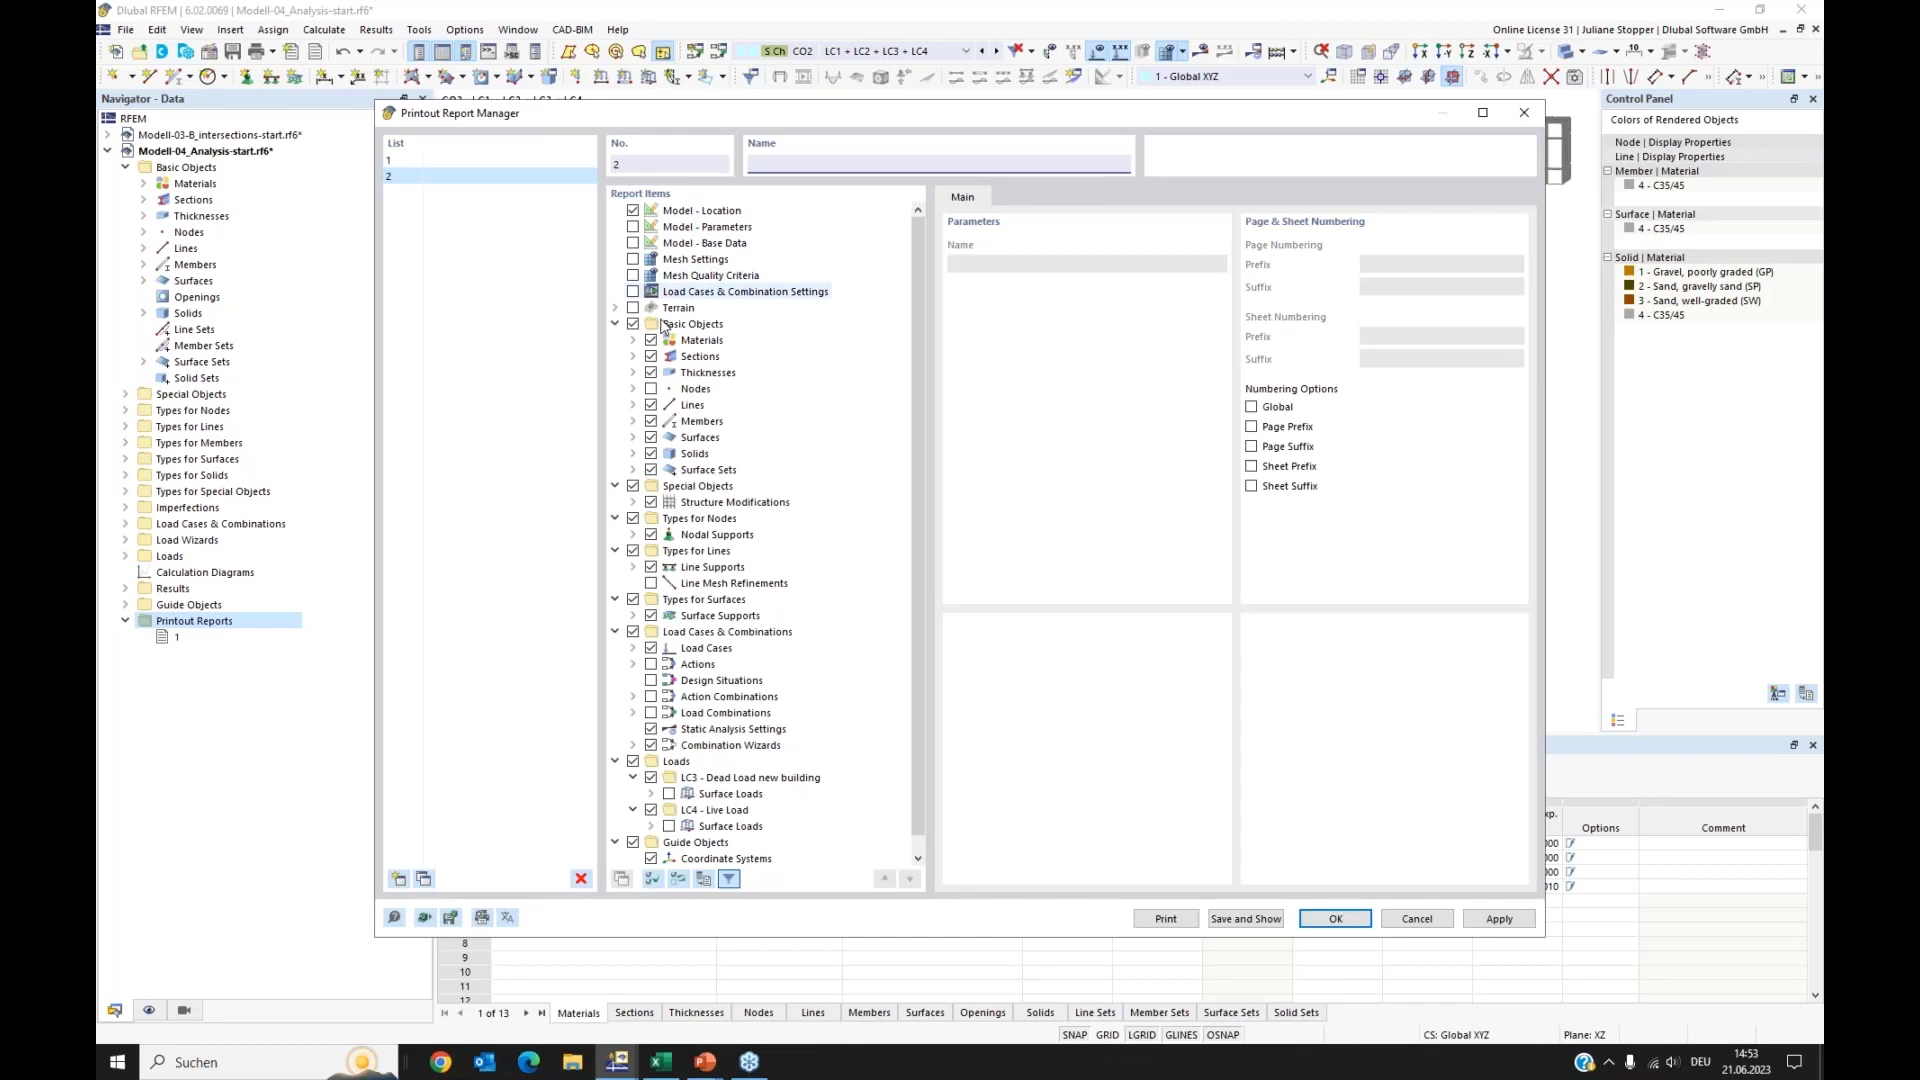 Dlubal RFEM | 6.02.0069 | Modell-04_Analysis-start.rf6*
File Edit View Insert Assign Calculate Results Tools Options Window CAD-BIM Help
Online License 31 | Juliane Stopper | Dlubal Software GmbH
S Ch CO2 LC1 + LC2 + LC3 + LC4
1 - Global XYZ
Navigator - Data
RFEM
Modell-03-B_intersections-start.rf6*
Modell-04_Analysis-start.rf6*
Basic Objects
Materials
Sections
Thicknesses
Nodes
Lines
Members
Surfaces
Openings
Solids
Line Sets
Member Sets
Surface Sets
Solid Sets
Special Objects
Types for Nodes
Types for Lines
Types for Members
Types for Surfaces
Types for Solids
Types for Special Objects
Imperfections
Load Cases & Combinations
Load Wizards
Loads
Calculation Diagrams
Results
Guide Objects
Printout Reports
1
Printout Report Manager
List
1
2
No.
2
Name
Report Items
Model - Location
Model - Parameters
Model - Base Data
Mesh Settings
Mesh Quality Criteria
Load Cases & Combination Settings
Terrain
Basic Objects
Materials
Sections
Thicknesses
Nodes
Lines
Members
Surfaces
Solids
Surface Sets
Special Objects
Structure Modifications
Types for Nodes
Nodal Supports
Types for Lines
Line Supports
Line Mesh Refinements
Types for Surfaces
Surface Supports
Load Cases & Combinations
Load Cases
Actions
Design Situations
Action Combinations
Load Combinations
Static Analysis Settings
Combination Wizards
Loads
LC3 - Dead Load new building
Surface Loads
LC4 - Live Load
Surface Loads
Guide Objects
Coordinate Systems
Main
Parameters
Name
Page & Sheet Numbering
Page Numbering
Prefix
Suffix
Sheet Numbering
Prefix
Suffix
Numbering Options
Global
Page Prefix
Page Suffix
Sheet Prefix
Sheet Suffix
Print
Save and Show
OK
Cancel
Apply
Control Panel
Colors of Rendered Objects
Node | Display Properties
Line | Display Properties
Member | Material
4 - C35/45
Surface | Material
4 - C35/45
Solid | Material
1 - Gravel, poorly graded (GP)
2 - Sand, gravelly sand (SP)
3 - Sand, well-graded (SW)
4 - C35/45
Options
Comment
000
000
010
8
9
10
11
12
1 of 13
Materials Sections Thicknesses Nodes Lines Members Surfaces Openings Solids Line Sets Member Sets Surface Sets Solid Sets
SNAP GRID LGRID GLINES OSNAP
CS: Global XYZ
Plane: XZ
Suchen
DEU
14:53
21.06.2023